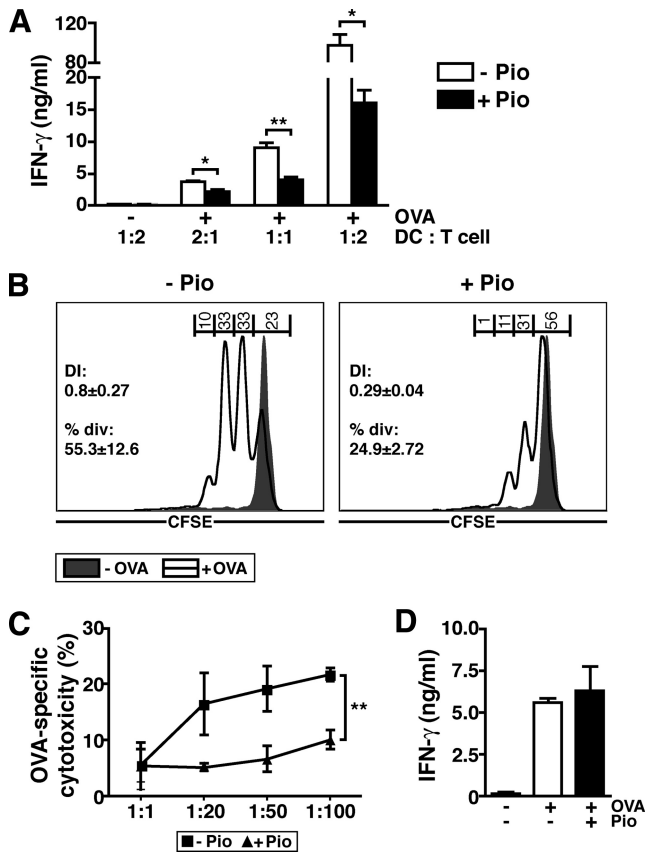 A
IFN-γ (ng/ml)
120
80
20
15
10
5
0
*
**
*
- Pio
+ Pio
- + + + OVA
1:2 2:1 1:1 1:2 DC : T cell
B
- Pio
+ Pio
10 33 33 23
DI:
0.8±0.27
% div:
55.3±12.6
CFSE
1 11 31 56
DI:
0.29±0.04
% div:
24.9±2.72
CFSE
- OVA + OVA
C
OVA-specific
cytotoxicity (%)
30
20
10
0
**
1:1 1:20 1:50 1:100
- Pio + Pio
D
IFN-γ (ng/ml)
10.0
7.5
5.0
2.5
0
- + + OVA
- - + Pio